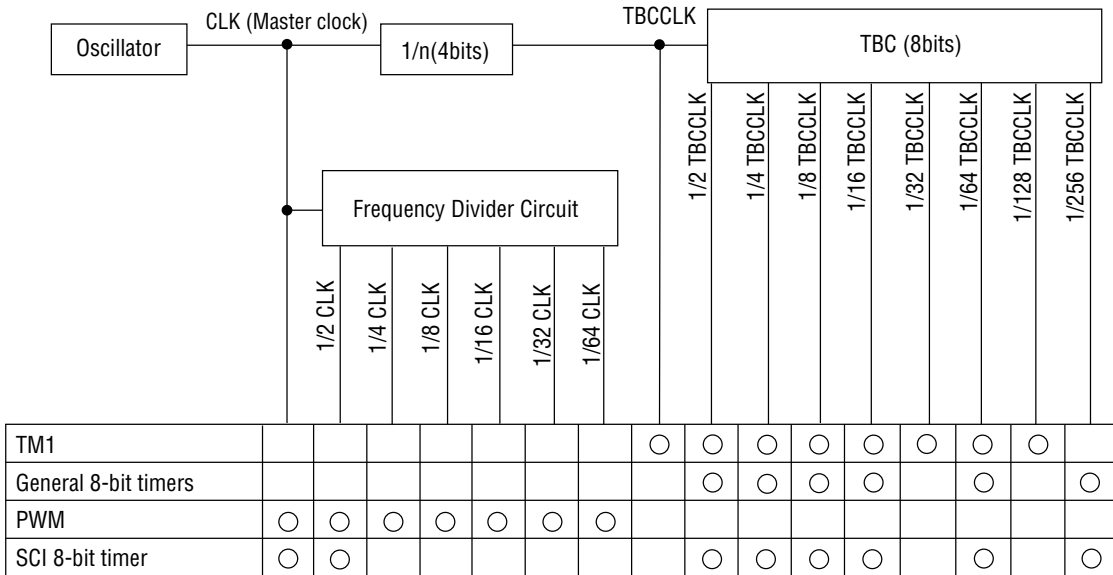 CLK (Master clock)
TBCCLK
Oscillator
1/n(4bits)
TBC (8bits)
1/2 TBCCLK
1/4 TBCCLK
1/8 TBCCLK
1/16 TBCCLK
1/32 TBCCLK
1/64 TBCCLK
1/128 TBCCLK
1/256 TBCCLK
Frequency Divider Circuit
1/2 CLK
1/4 CLK
1/8 CLK
1/16 CLK
1/32 CLK
1/64 CLK
TM1
General 8-bit timers
PWM
SCI 8-bit timer